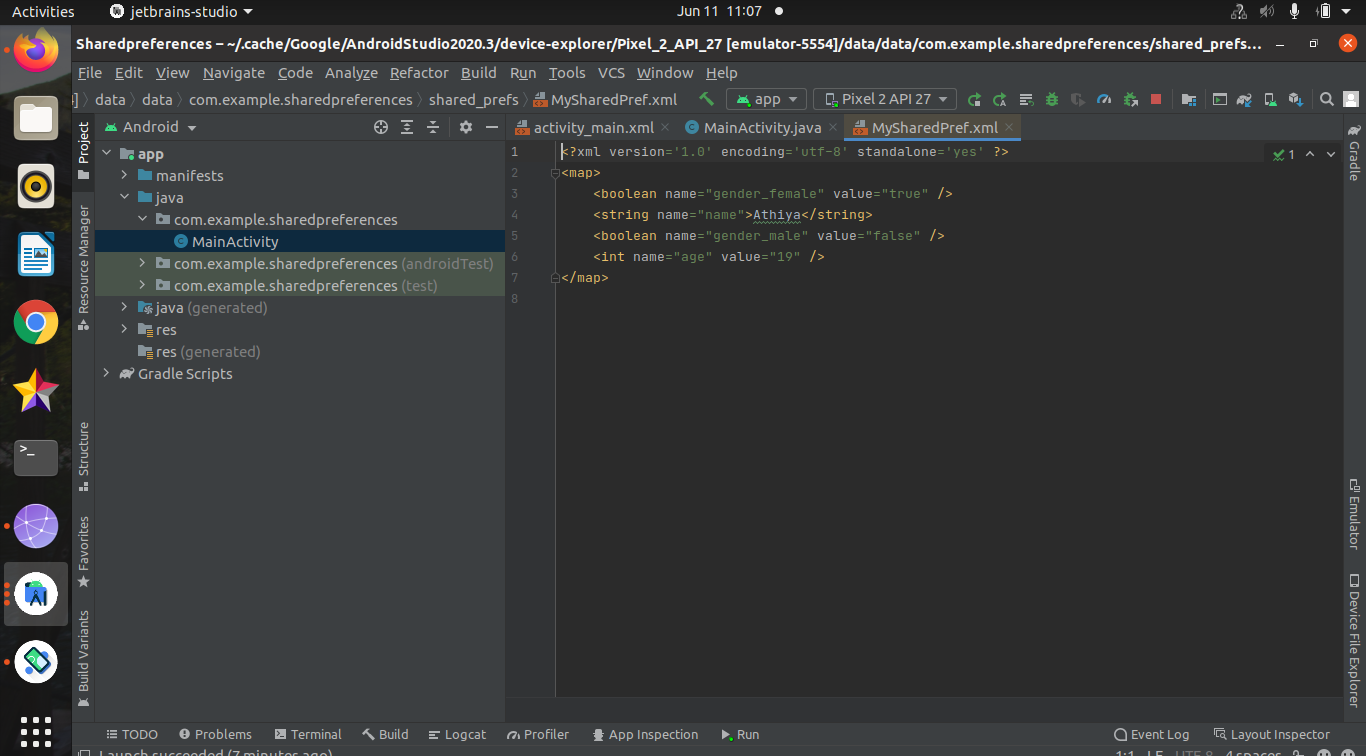 Activities
jetbrains-studio
Jun 11 11:07
Sharedpreferences – ~/.cache/Google/AndroidStudio2020.3/device-explorer/Pixel_2_API_27 [emulator-5554]/data/data/com.example.sharedpreferences/shared_prefs...
File Edit View Navigate Code Analyze Refactor Build Run Tools VCS Window Help
] data data com.example.sharedpreferences shared_prefs MySharedPref.xml app Pixel 2 API 27
Project
Resource Manager
Structure
Favorites
Build Variants
Android
app
manifests
java
com.example.sharedpreferences
MainActivity
com.example.sharedpreferences (androidTest)
com.example.sharedpreferences (test)
java (generated)
res
res (generated)
Gradle Scripts
activity_main.xml MainActivity.java MySharedPref.xml
1 <?xml version='1.0' encoding='utf-8' standalone='yes' ?>
2 <map>
3 <boolean name="gender_female" value="true" />
4 <string name="name">Athiya</string>
5 <boolean name="gender_male" value="false" />
6 <int name="age" value="19" />
7 </map>
8
1
Gradle
Emulator
Device File Explorer
TODO Problems Terminal Build Logcat Profiler App Inspection Run Event Log Layout Inspector
Launch succeeded (7 minutes ago) 1:1 LF UTF-8 4 spaces